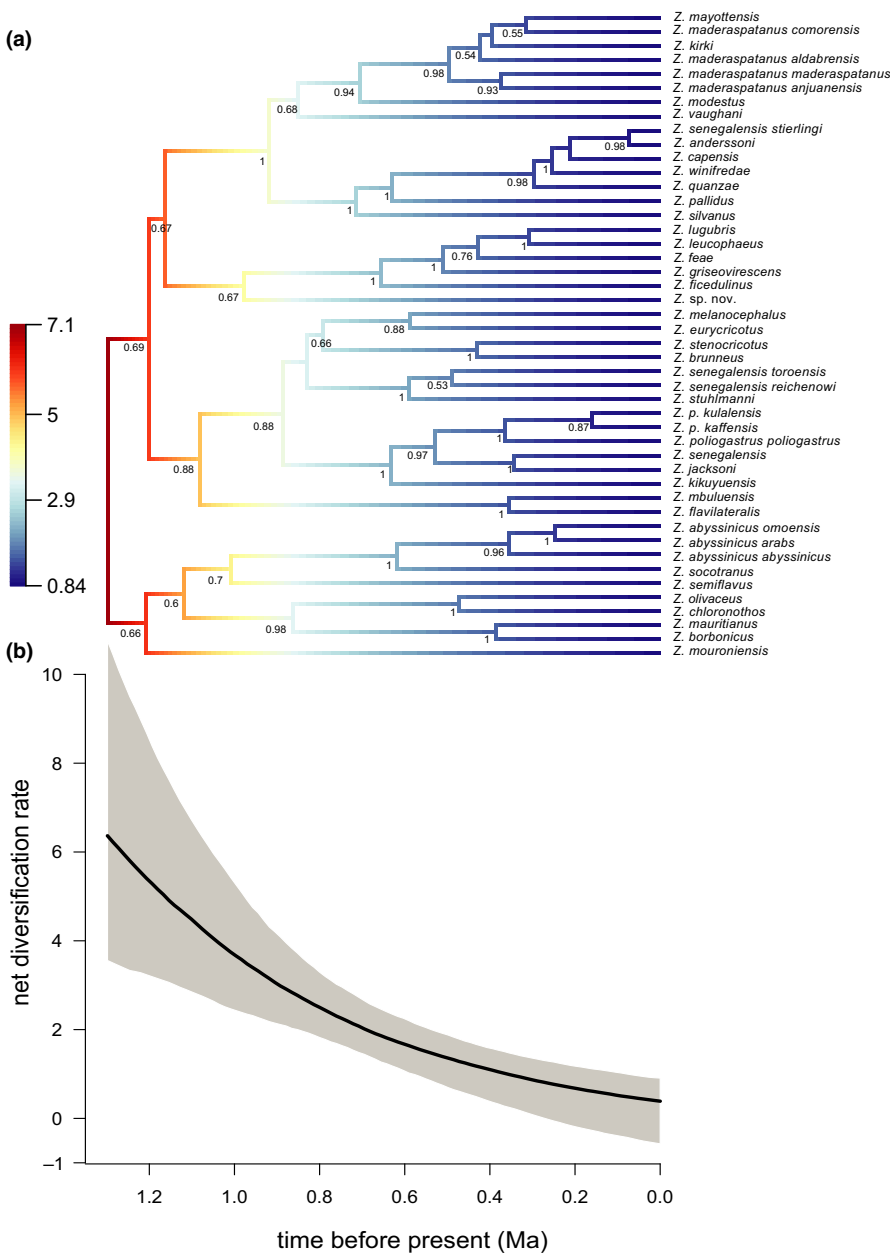 (a)
Z. mayottensis
0.55
Z. maderaspatanus comorensis
Z. kirki
0.54
Z. maderaspatanus aldabrensis
0.98
Z. maderaspatanus maderaspatanus
0.94
0.93
Z. maderaspatanus anjuanensis
0.68
Z. modestus
Z. vaughani
Z. senegalensis stierlingi
0.98
Z. anderssoni
1
Z. capensis
1
Z. winifredae
0.98
Z. quanzae
1
Z. pallidus
1
Z. silvanus
0.67
Z. lugubris
1
Z. leucophaeus
0.76
Z. feae
1
Z. griseovirescens
0.67
Z. ficedulinus
Z. sp. nov.
Z. melanocephalus
0.88
Z. eurycricotus
0.66
0.69
Z. stenocricotus
1
Z. brunneus
Z. senegalensis toroensis
0.53
Z. senegalensis reichenowi
1
Z. stuhlmanni
0.88
Z. p. kulalensis
0.87
Z. p. kaffensis
1
Z. poliogastrus poliogastrus
0.97
Z. senegalensis
1
Z. jacksoni
0.88
1
Z. kikuyuensis
Z. mbuluensis
1
Z. flavilateralis
Z. abyssinicus omoensis
1
Z. abyssinicus arabs
0.96
Z. abyssinicus abyssinicus
1
Z. socotranus
0.7
Z. semiflavus
0.6
Z. olivaceus
1
Z. chloronothos
0.98
Z. mauritianus
0.66
1
Z. borbonicus
Z. mouroniensis
7.1
5
2.9
0.84
(b)
10
8
6
4
2
0
−1
net diversification rate
1.2 1.0 0.8 0.6 0.4 0.2 0.0
time before present (Ma)